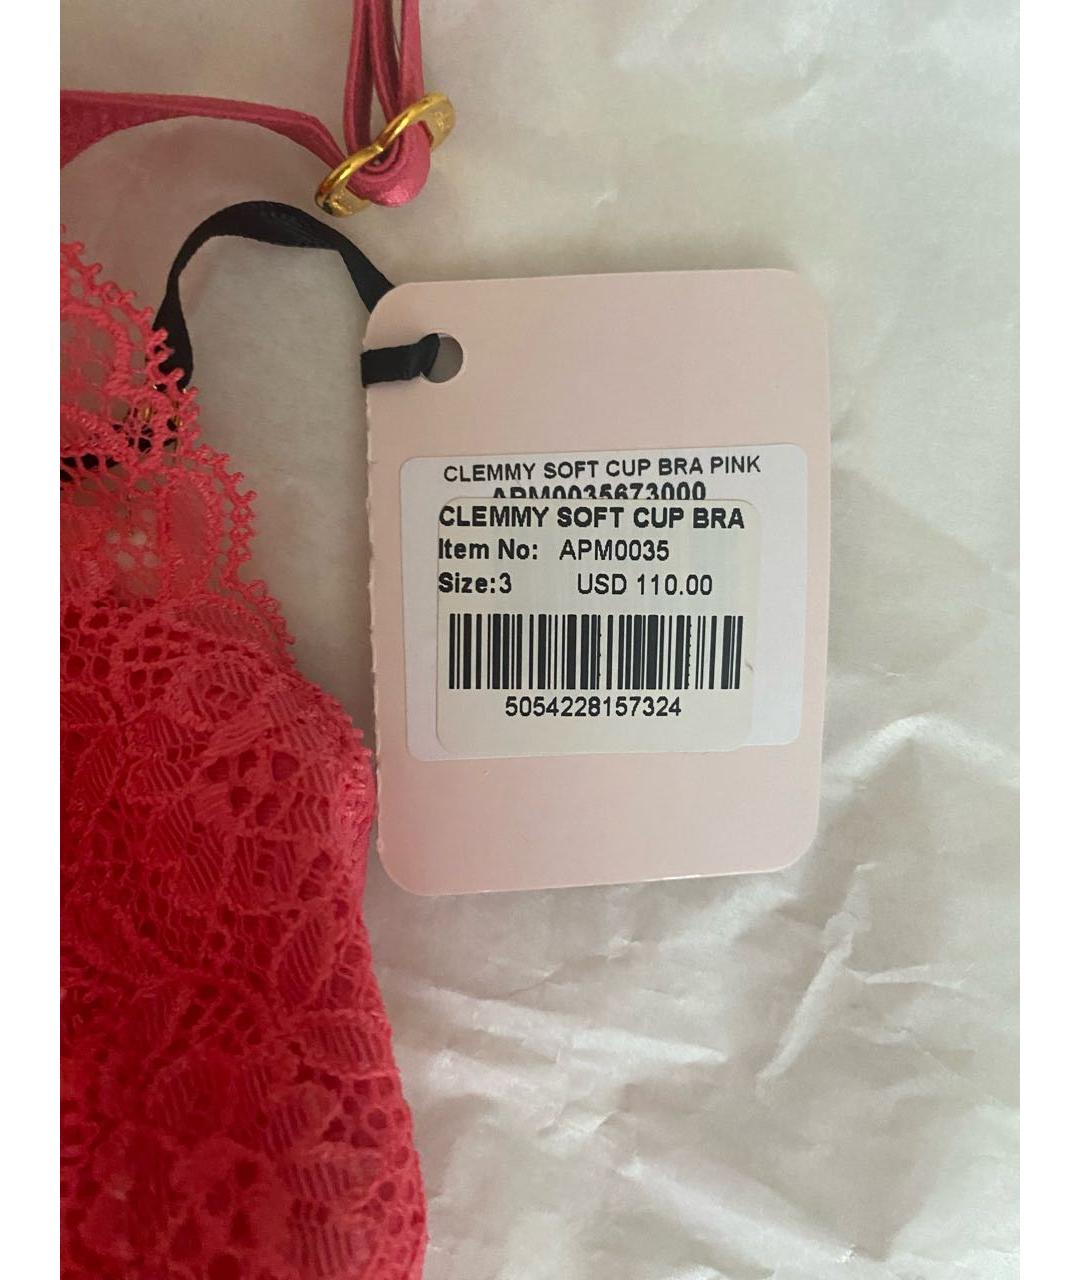 CLEMMY SOFT CUP BRA PINK
APM0035673000
CLEMMY SOFT CUP BRA
Item No: APM0035
Size:3 USD 110.00
5054228157324